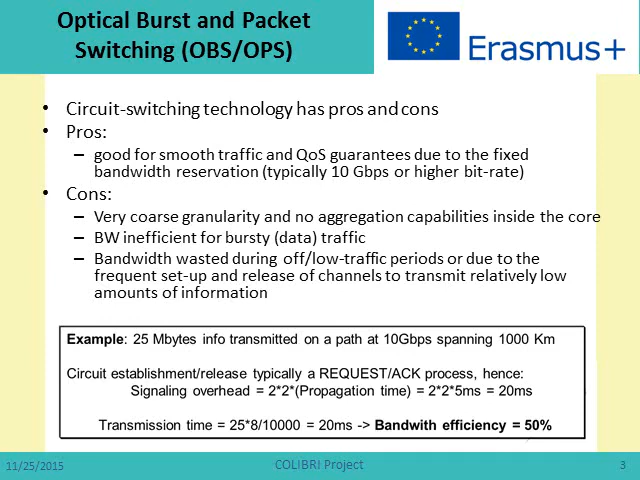 Optical Burst and Packet
Switching (OBS/OPS)
Erasmus+
• Circuit-switching technology has pros and cons
• Pros:
– good for smooth traffic and QoS guarantees due to the fixed
bandwidth reservation (typically 10 Gbps or higher bit-rate)
• Cons:
– Very coarse granularity and no aggregation capabilities inside the core
– BW inefficient for bursty (data) traffic
– Bandwidth wasted during off/low-traffic periods or due to the
frequent set-up and release of channels to transmit relatively low
amounts of information
Example: 25 Mbytes info transmitted on a path at 10Gbps spanning 1000 Km
Circuit establishment/release typically a REQUEST/ACK process, hence:
Signaling overhead = 2*2*(Propagation time) = 2*2*5ms = 20ms
Transmission time = 25*8/10000 = 20ms -> Bandwith efficiency = 50%
11/25/2015
COLIBRI Project
3